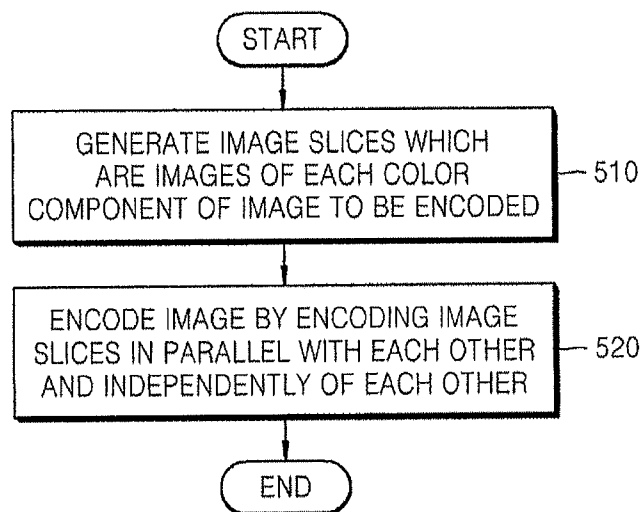 START
GENERATE IMAGE SLICES WHICH
ARE IMAGES OF EACH COLOR
COMPONENT OF IMAGE TO BE ENCODED
510
ENCODE IMAGE BY ENCODING IMAGE
SLICES IN PARALLEL WITH EACH OTHER
AND INDEPENDENTLY OF EACH OTHER
520
END